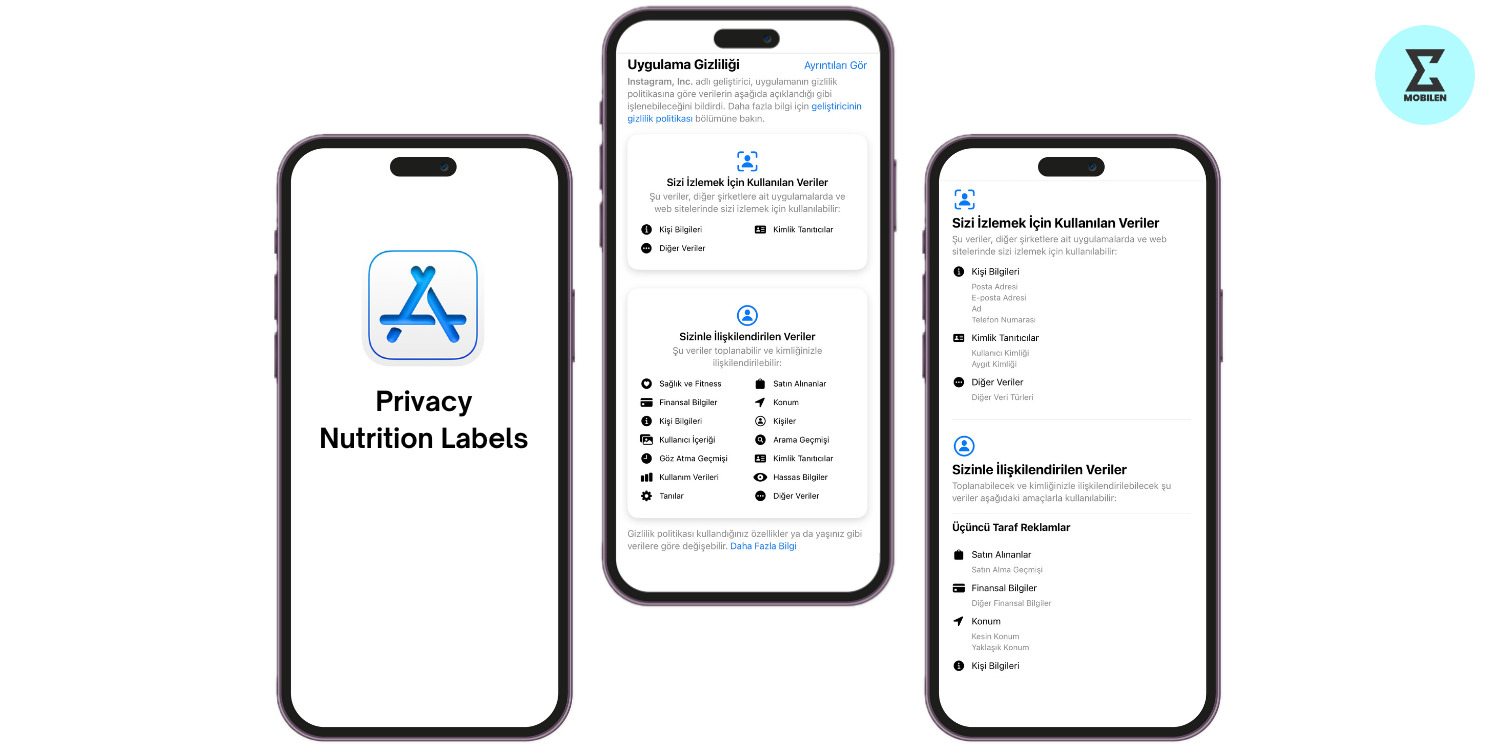 Privacy
Nutrition Labels
Uygulama Gizliliği
Ayrıntıları Gör
Instagram, Inc. adlı geliştirici, uygulamanın gizlilik
politikasına göre verilerin aşağıda açıklandığı gibi
işlenebileceğini bildirdi. Daha fazla bilgi için geliştiricinin
gizlilik politikası bölümüne bakın.
Sizi İzlemek İçin Kullanılan Veriler
Şu veriler, diğer şirketlere ait uygulamalarda ve
web sitelerinde sizi izlemek için kullanılabilir:
Kişi Bilgileri
Kimlik Tanıtıcılar
Diğer Veriler
Sizinle İlişkilendirilen Veriler
Şu veriler toplanabilir ve kimliğinizle
ilişkilendirilebilir:
Sağlık ve Fitness
Satın Alınanlar
Finansal Bilgiler
Konum
Kişi Bilgileri
Kişiler
Kullanıcı İçeriği
Arama Geçmişi
Göz Atma Geçmişi
Kimlik Tanıtıcılar
Kullanım Verileri
Hassas Bilgiler
Tanılar
Diğer Veriler
Gizlilik politikası kullandığınız özellikler ya da yaşınız gibi
verilere göre değişebilir. Daha Fazla Bilgi
Sizi İzlemek İçin Kullanılan Veriler
Şu veriler, diğer şirketlere ait uygulamalarda ve web
sitelerinde sizi izlemek için kullanılabilir:
Kişi Bilgileri
Posta Adresi
E-posta Adresi
Ad
Telefon Numarası
Kimlik Tanıtıcılar
Kullanıcı Kimliği
Aygıt Kimliği
Diğer Veriler
Diğer Veri Türleri
Sizinle İlişkilendirilen Veriler
Toplanabilecek ve kimliğinizle ilişkilendirilebilecek şu
veriler aşağıdaki amaçlarla kullanılabilir:
Üçüncü Taraf Reklamlar
Satın Alınanlar
Satın Alma Geçmişi
Finansal Bilgiler
Diğer Finansal Bilgiler
Konum
Kesin Konum
Yaklaşık Konum
Kişi Bilgileri
MOBILEN